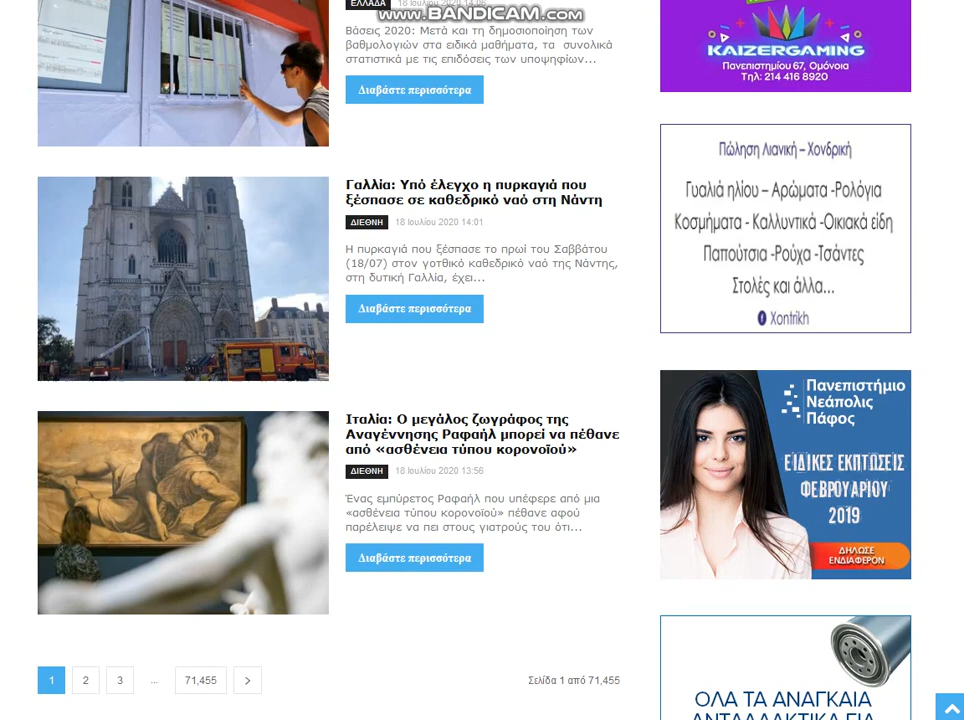 ΕΛΛΑΔΑ
18 Ιουλίου 2020
www.BANDICAM.com
Βάσεις 2020: Μετά και τη δημοσιοποίηση των
βαθμολογιών στα ειδικά μαθήματα, τα συνολικά
στατιστικά με τις επιδόσεις των υποψηφίων...
Διαβάστε περισσότερα
Γαλλία: Υπό έλεγχο η πυρκαγιά που
ξέσπασε σε καθεδρικό ναό στη Νάντη
ΔΙΕΘΝΗ 18 Ιουλίου 2020 14:01
Η πυρκαγιά που ξέσπασε το πρωί του Σαββάτου
(18/07) στον γοτθικό καθεδρικό ναό της Νάντης,
στη δυτική Γαλλία, έχει...
Διαβάστε περισσότερα
Ιταλία: Ο μεγάλος ζωγράφος της
Αναγέννησης Ραφαήλ μπορεί να πέθανε
από «ασθένεια τύπου κορονοϊού»
ΔΙΕΘΝΗ 18 Ιουλίου 2020 13:56
Ένας εμπύρετος Ραφαήλ που υπέφερε από μια
«ασθένεια τύπου κορονοϊού» πέθανε αφού
παρέλειψε να πει στους γιατρούς του ότι...
Διαβάστε περισσότερα
1 2 3 ... 71,455 >
Σελίδα 1 από 71,455
KAIZERGAMING
Πανεπιστημίου 67, Ομόνοια
Τηλ: 214 416 8920
Πώληση Λιανική – Χονδρική
Γυαλιά ηλίου – Αρώματα -Ρολόγια
Κοσμήματα - Καλλυντικά -Οικιακά είδη
Παπούτσια -Ρούχα -Τσάντες
Στολές και άλλα...
Xontrikh
Πανεπιστήμιο
Νεάπολις
Πάφος
ΕΙΔΙΚΕΣ ΕΚΠΤΩΣΕΙΣ
ΦΕΒΡΟΥΑΡΙΟΥ
2019
ΔΗΛΩΣΕ
ΕΝΔΙΑΦΕΡΟΝ
ΟΛΑ ΤΑ ΑΝΑΓΚΑΙΑ
ΑΝΤΑΛΛΑΚΤΙΚΑ ΓΙΑ